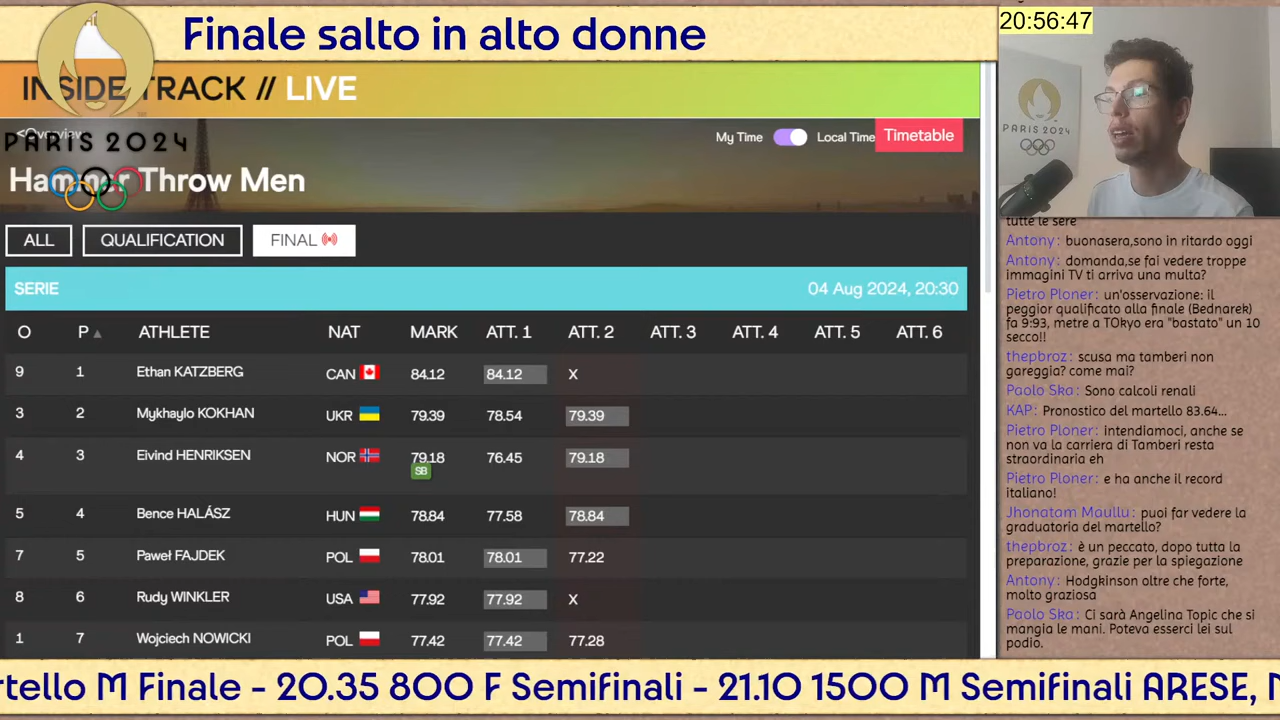 Finale salto in alto donne
INSIDE TRACK // LIVE
<Overview
PARIS 2024
My Time Local Time Timetable
Hammer Throw Men
ALL QUALIFICATION FINAL
SERIE 04 Aug 2024, 20:30
O P ATHLETE NAT MARK ATT. 1 ATT. 2 ATT. 3 ATT. 4 ATT. 5 ATT. 6
9 1 Ethan KATZBERG CAN 84.12 84.12 X
3 2 Mykhaylo KOKHAN UKR 79.39 78.54 79.39
4 3 Eivind HENRIKSEN NOR 79.18 76.45 79.18
SB
5 4 Bence HALÁSZ HUN 78.84 77.58 78.84
7 5 Paweł FAJDEK POL 78.01 78.01 77.22
8 6 Rudy WINKLER USA 77.92 77.92 X
1 7 Wojciech NOWICKI POL 77.42 77.42 77.28
20:56:47
PARIS 2024
tutte le sere
Antony: buonasera,sono in ritardo oggi
Antony: domanda,se fai vedere troppe
immagini TV ti arriva una multa?
Pietro Ploner: un'osservazione: il
peggior qualificato alla finale (Bednarek)
fa 9:93, metre a TOkyo era "bastato" un 10
secco!!
thepbroz: scusa ma tamberi non
gareggia? come mai?
Paolo Ska: Sono calcoli renali
KAP: Pronostico del martello 83.64...
Pietro Ploner: intendiamoci, anche se
non va la carriera di Tamberi resta
straordinaria eh
Pietro Ploner: e ha anche il record
italiano!
Jhonatam Maullu: puoi far vedere la
graduatoria del martello?
thepbroz: è un peccato, dopo tutta la
preparazione, grazie per la spiegazione
Antony: Hodgkinson oltre che forte,
molto graziosa
Paolo Ska: Ci sarà Angelina Topic che si
mangia le mani. Poteva esserci lei sul
podio.
rtello M Finale - 20.35 800 F Semifinali - 21.10 1500 M Semifinali ARESE,